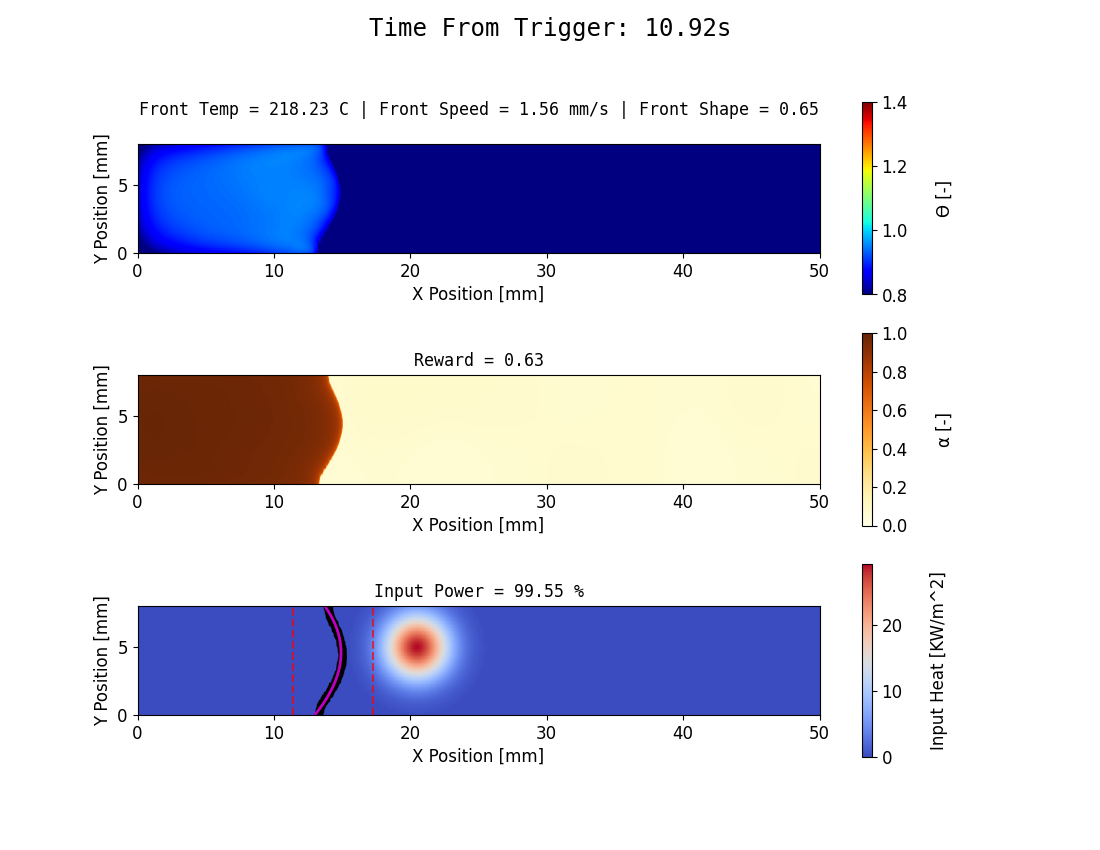 Time From Trigger: 10.92s
Front Temp = 218.23 C | Front Speed = 1.56 mm/s | Front Shape = 0.65
Y Position [mm]
5
0
0 10 20 30 40 50
X Position [mm]
1.4
1.2
1.0
0.8
Θ [-]
Reward = 0.63
Y Position [mm]
5
0
0 10 20 30 40 50
X Position [mm]
1.0
0.8
0.6
0.4
0.2
0.0
α [-]
Input Power = 99.55 %
Y Position [mm]
5
0
0 10 20 30 40 50
X Position [mm]
20
10
0
Input Heat [KW/m^2]